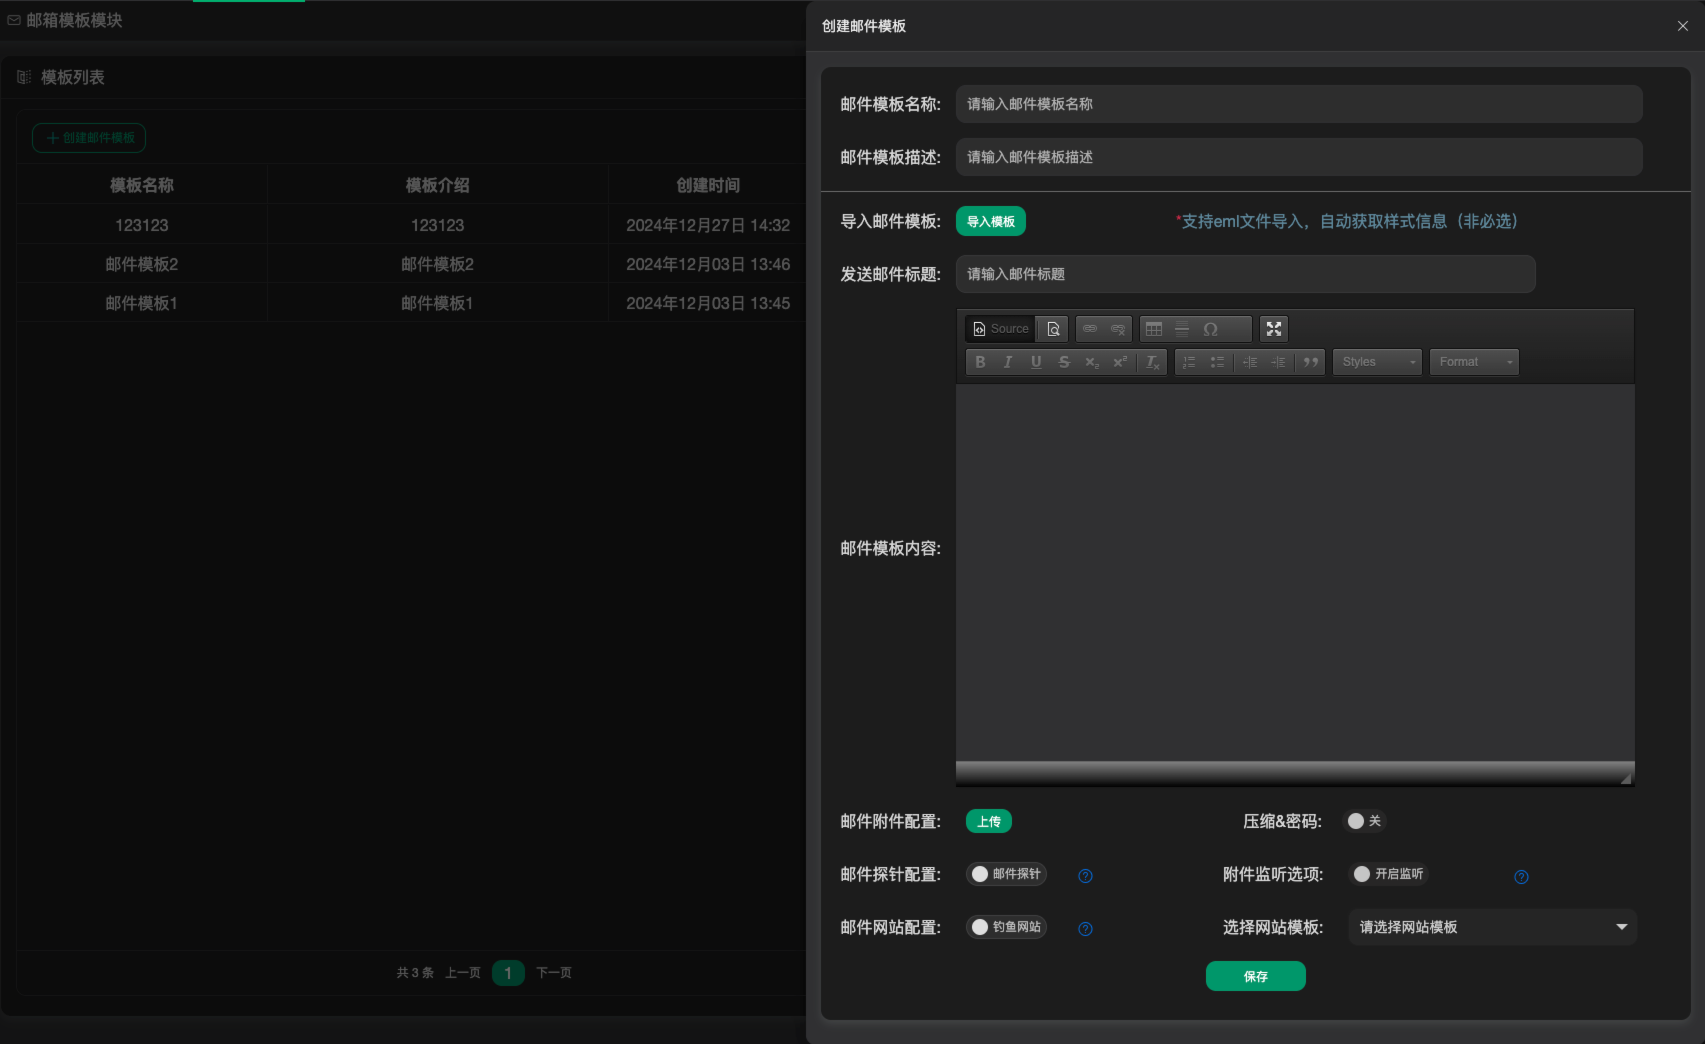 邮箱模板模块
模板列表
创建邮件模板
模板名称 模板介绍 创建时间
123123 123123 2024年12月27日 14:32
邮件模板2 邮件模板2 2024年12月03日 13:46
邮件模板1 邮件模板1 2024年12月03日 13:45
共 3 条 上一页 1 下一页
创建邮件模板
邮件模板名称: 请输入邮件模板名称
邮件模板描述: 请输入邮件模板描述
导入邮件模板: 导入模板 *支持eml文件导入，自动获取样式信息（非必选）
发送邮件标题: 请输入邮件标题
Source
Styles Format
邮件模板内容:
邮件附件配置: 上传 压缩&密码: 关
邮件探针配置: 邮件探针 附件监听选项: 开启监听
邮件网站配置: 钓鱼网站 选择网站模板: 请选择网站模板
保存